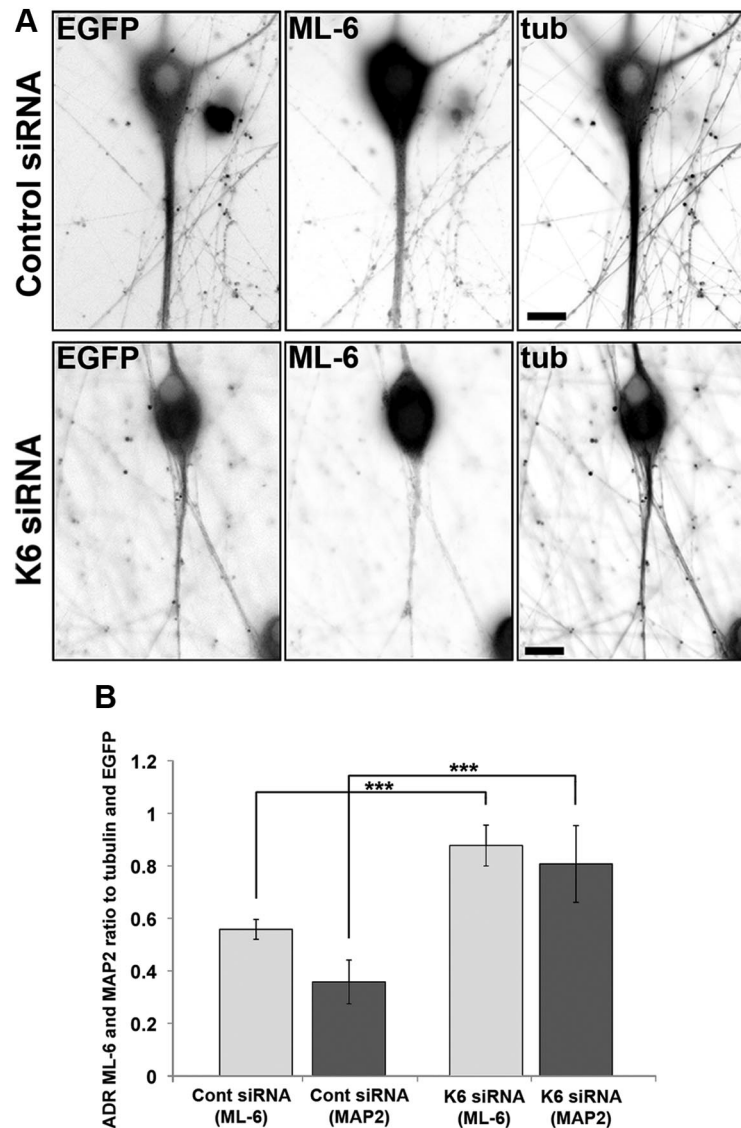 A
EGFP ML-6 tub
Control siRNA
EGFP ML-6 tub
K6 siRNA
B
ADR ML-6 and MAP2 ratio to tubulin and EGFP
1.2
1
0.8
0.6
0.4
0.2
0
***
***
Cont siRNA
(ML-6)
Cont siRNA
(MAP2)
K6 siRNA
(ML-6)
K6 siRNA
(MAP2)